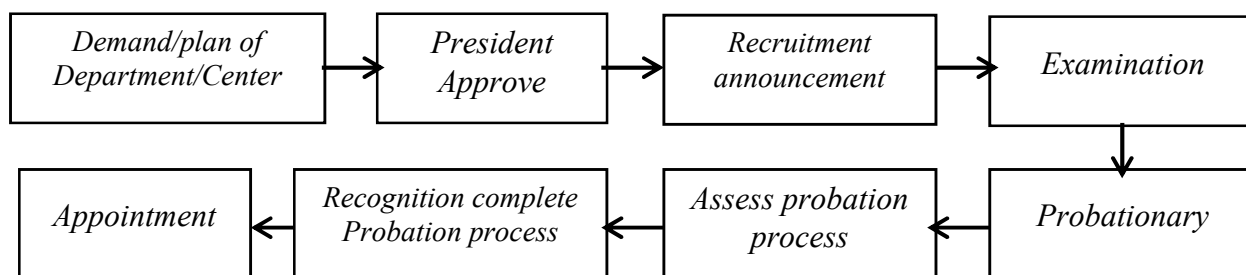 Demand/plan of
Department/Center
President
Approve
Recruitment
announcement
Examination
Appointment
Recognition complete
Probation process
Assess probation
process
Probationary